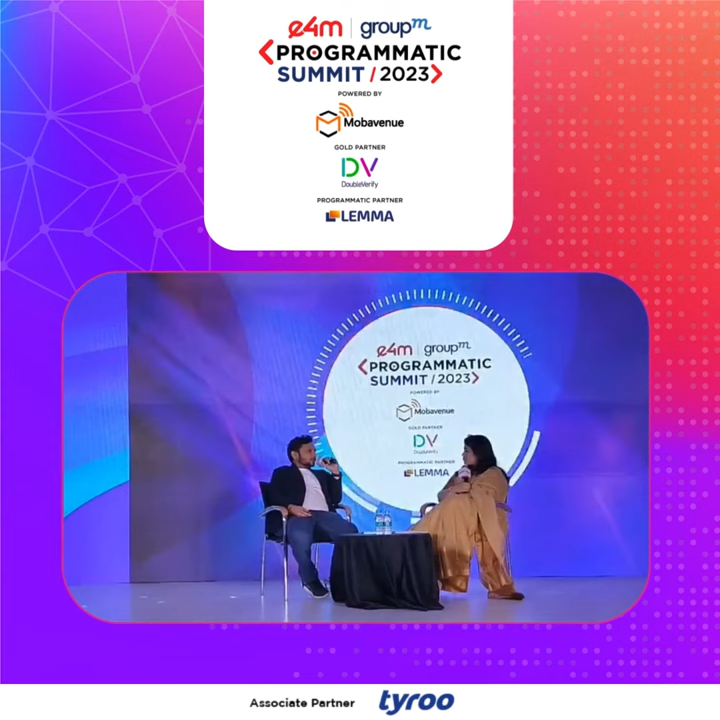 e4m | groupm
PROGRAMMATIC
SUMMIT / 2023
POWERED BY
Mobavenue
GOLD PARTNER
DV
DoubleVerify
PROGRAMMATIC PARTNER
LEMMA
e4m | groupm
PROGRAMMATIC
SUMMIT / 2023
POWERED BY
Mobavenue
GOLD PARTNER
DV
DoubleVerify
PROGRAMMATIC PARTNER
LEMMA
Associate Partner tyroo